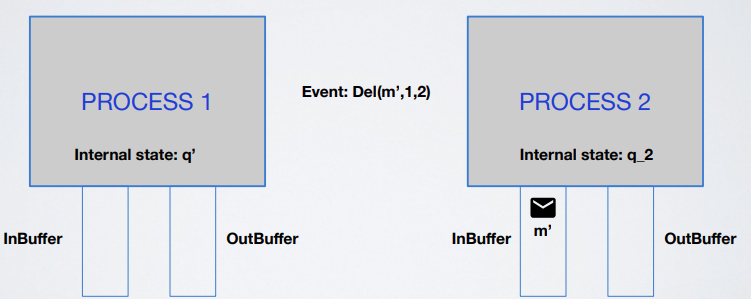 Event: Del(m’,1,2)
PROCESS 1
PROCESS 2
Internal state: q’
Internal state: q_2
InBuffer
OutBuffer
InBuffer
m’
OutBuffer